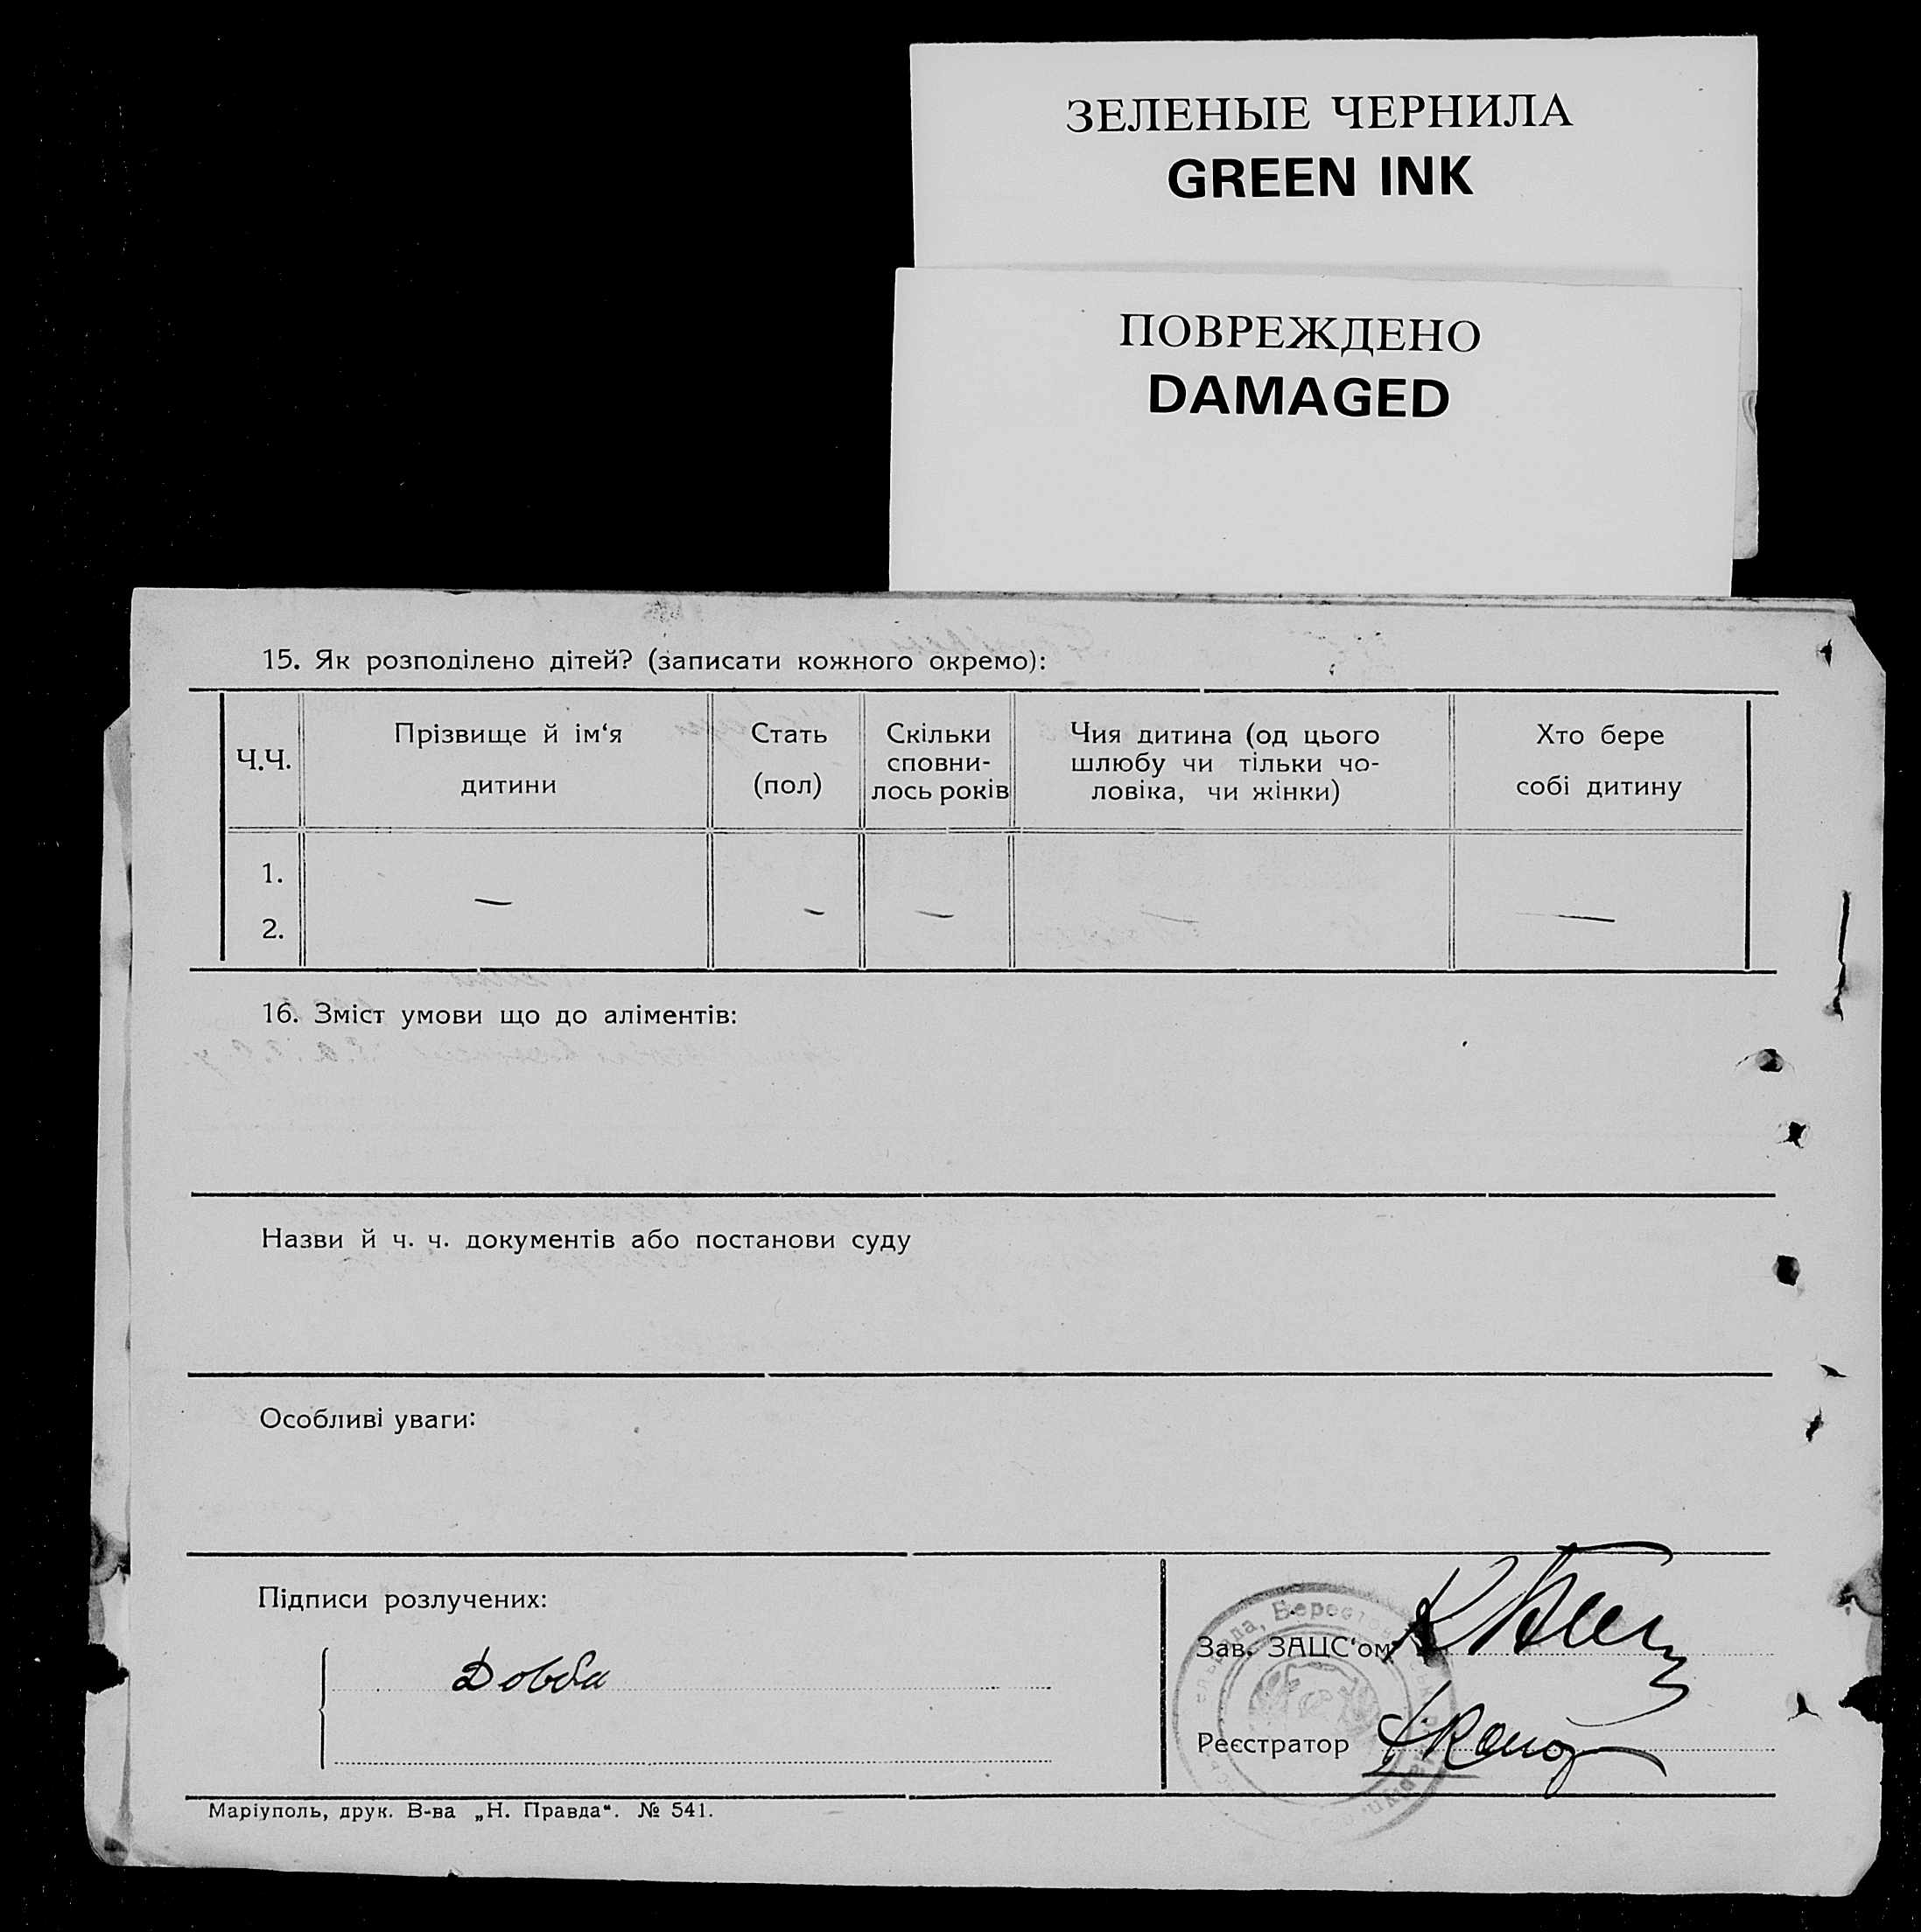 ЗЕЛЕНЫЕ ЧЕРНИЛА
GREEN INK
ПОВРЕЖДЕНО
DAMAGED
15. Як розподілено дітей? (записати кожного окремо):
Ч.Ч.
Прізвище й ім‘я
дитини
Стать
(пол)
Скільки
сповни-
лось років
Чия дитина (од цього
шлюбу чи тільки чо-
ловіка, чи жінки)
Хто бере
собі дитину
1.
— — — — —
2.
16. Зміст умови що до аліментів:
Назви й ч. ч. документів або постанови суду
Особливі уваги:
Підписи розлучених:
Зав. ЗАЦС‘ом
Реєстратор
Маріуполь, друк. В-ва „Н. Правда“. № 541.